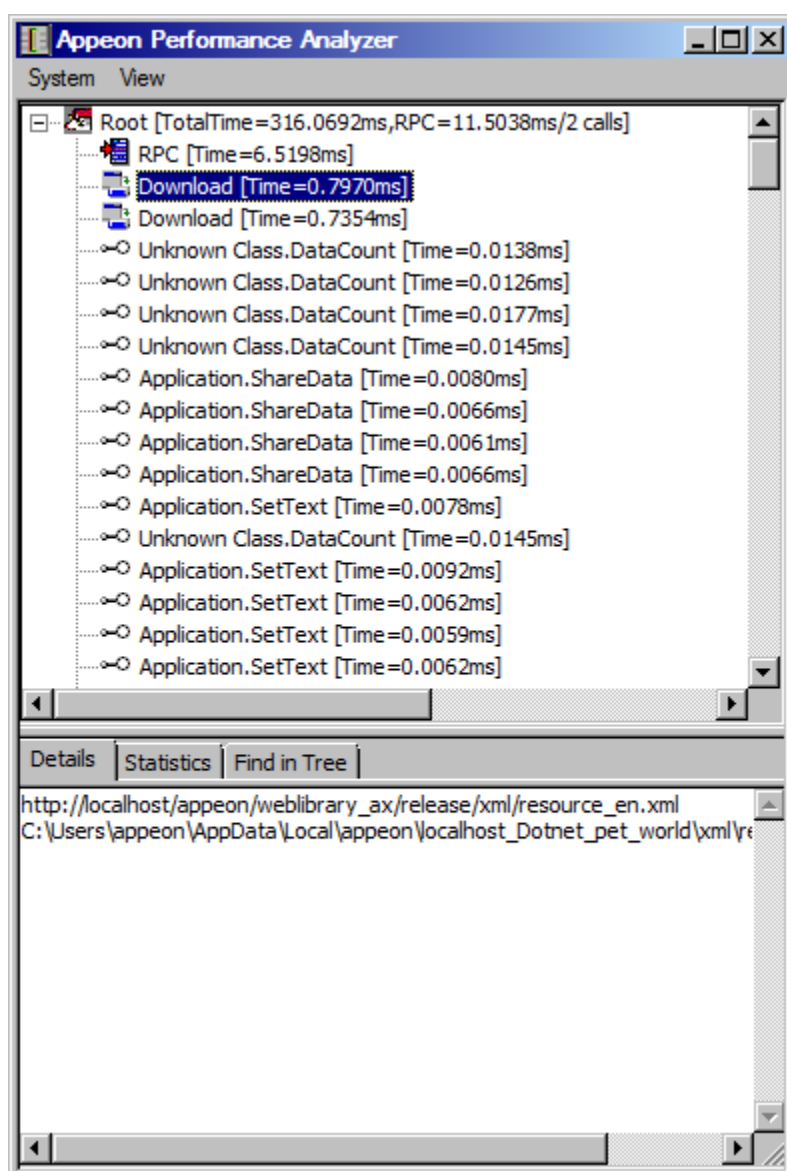 Appeon Performance Analyzer
System View
Root [TotalTime=316.0692ms,RPC=11.5038ms/2 calls]
RPC [Time=6.5198ms]
Download [Time=0.7970ms]
Download [Time=0.7354ms]
Unknown Class.DataCount [Time=0.0138ms]
Unknown Class.DataCount [Time=0.0126ms]
Unknown Class.DataCount [Time=0.0177ms]
Unknown Class.DataCount [Time=0.0145ms]
Application.ShareData [Time=0.0080ms]
Application.ShareData [Time=0.0066ms]
Application.ShareData [Time=0.0061ms]
Application.ShareData [Time=0.0066ms]
Application.SetText [Time=0.0078ms]
Unknown Class.DataCount [Time=0.0145ms]
Application.SetText [Time=0.0092ms]
Application.SetText [Time=0.0062ms]
Application.SetText [Time=0.0059ms]
Application.SetText [Time=0.0062ms]
Details Statistics Find in Tree
http://localhost/appeon/weblibrary_ax/release/xml/resource_en.xml
C:\Users\appeon\AppData\Local\appeon\localhost_Dotnet_pet_world\xml\re